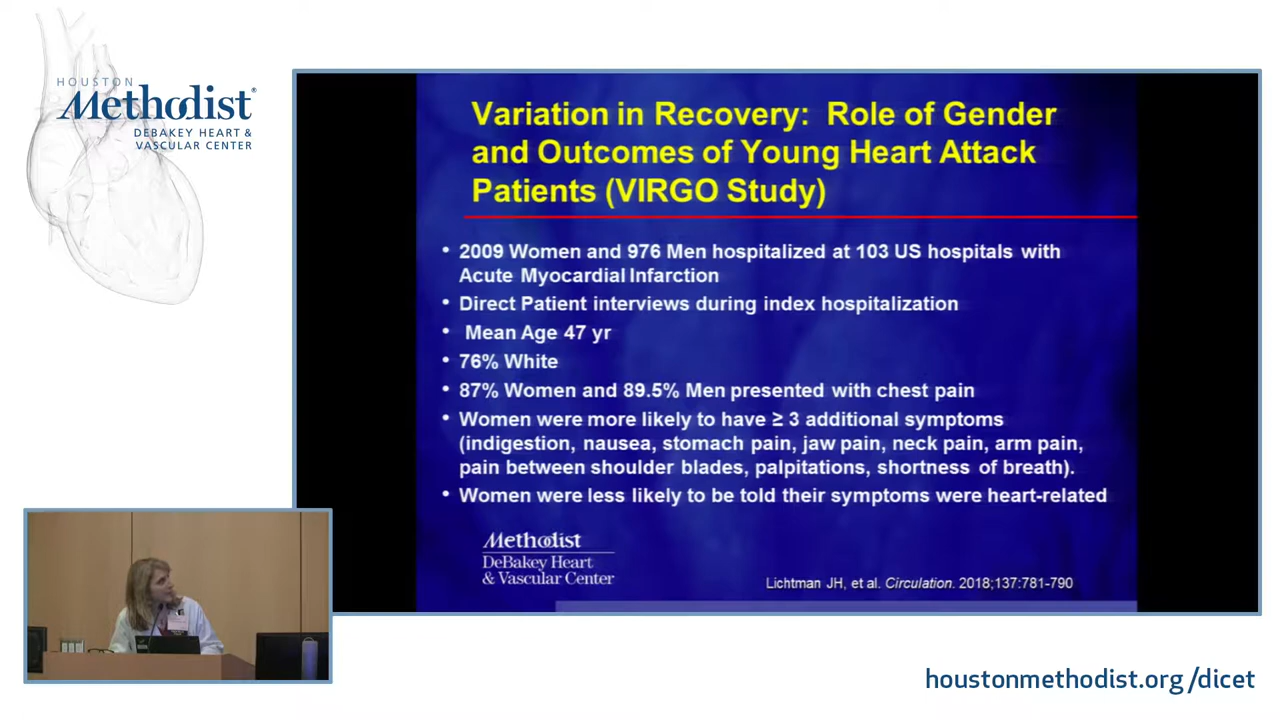 HOUSTON
Methodist®
DEBAKEY HEART &
VASCULAR CENTER
Variation in Recovery: Role of Gender
and Outcomes of Young Heart Attack
Patients (VIRGO Study)
• 2009 Women and 976 Men hospitalized at 103 US hospitals with
Acute Myocardial Infarction
• Direct Patient interviews during index hospitalization
• Mean Age 47 yr
• 76% White
• 87% Women and 89.5% Men presented with chest pain
• Women were more likely to have ≥ 3 additional symptoms
(indigestion, nausea, stomach pain, jaw pain, neck pain, arm pain,
pain between shoulder blades, palpitations, shortness of breath).
• Women were less likely to be told their symptoms were heart-related
Methodist
DeBakey Heart
& Vascular Center
Lichtman JH, et al. Circulation. 2018;137:781-790
houstonmethodist.org/dicet